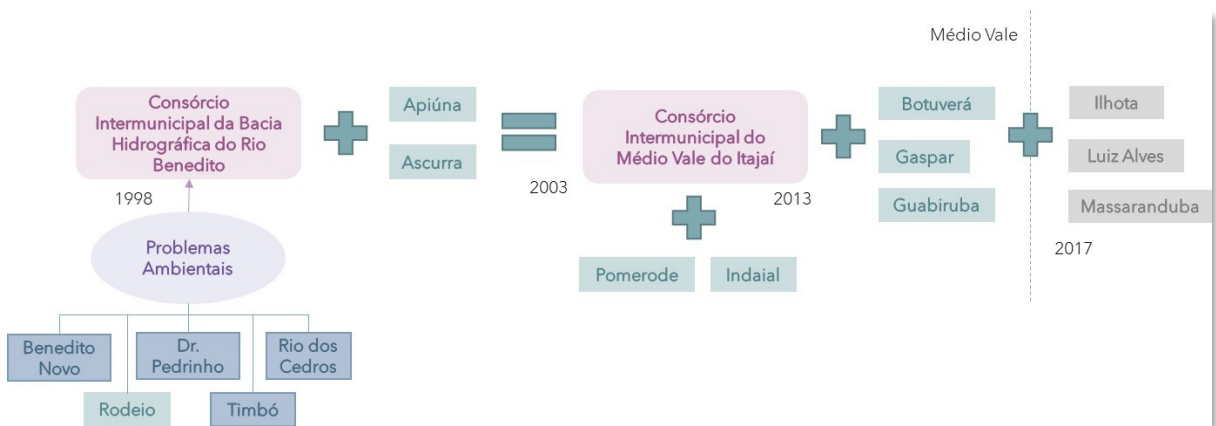 Médio Vale
Consórcio
Intermunicipal da Bacia
Hidrográfica do Rio
Benedito
1998
Apiúna
Ascurra
2003
Consórcio
Intermunicipal do
Médio Vale do Itajaí
2013
Botuverá
Gaspar
Guabiruba
Ilhota
Luiz Alves
Massaranduba
2017
Pomerode
Indaial
Problemas
Ambientais
Benedito
Novo
Dr.
Pedrinho
Rio dos
Cedros
Rodeio
Timbó